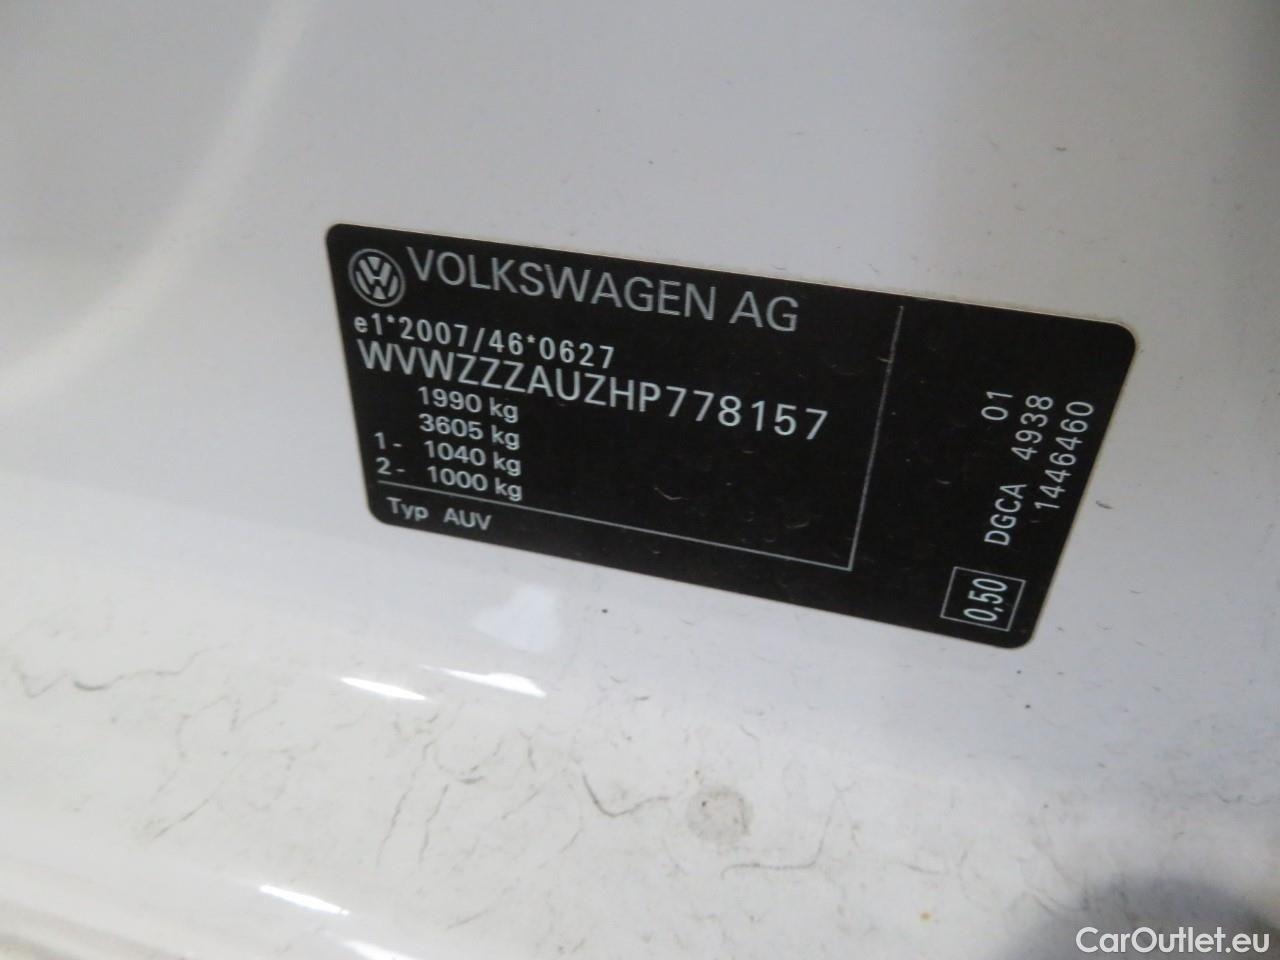 VOLKSWAGEN AG
e1*2007/46*0627
WVWZZZAUZHP778157
1990 kg
3605 kg
1- 1040 kg
2- 1000 kg
Typ AUV
01
DGCA 4938
1446460
0,50
CarOutlet.eu